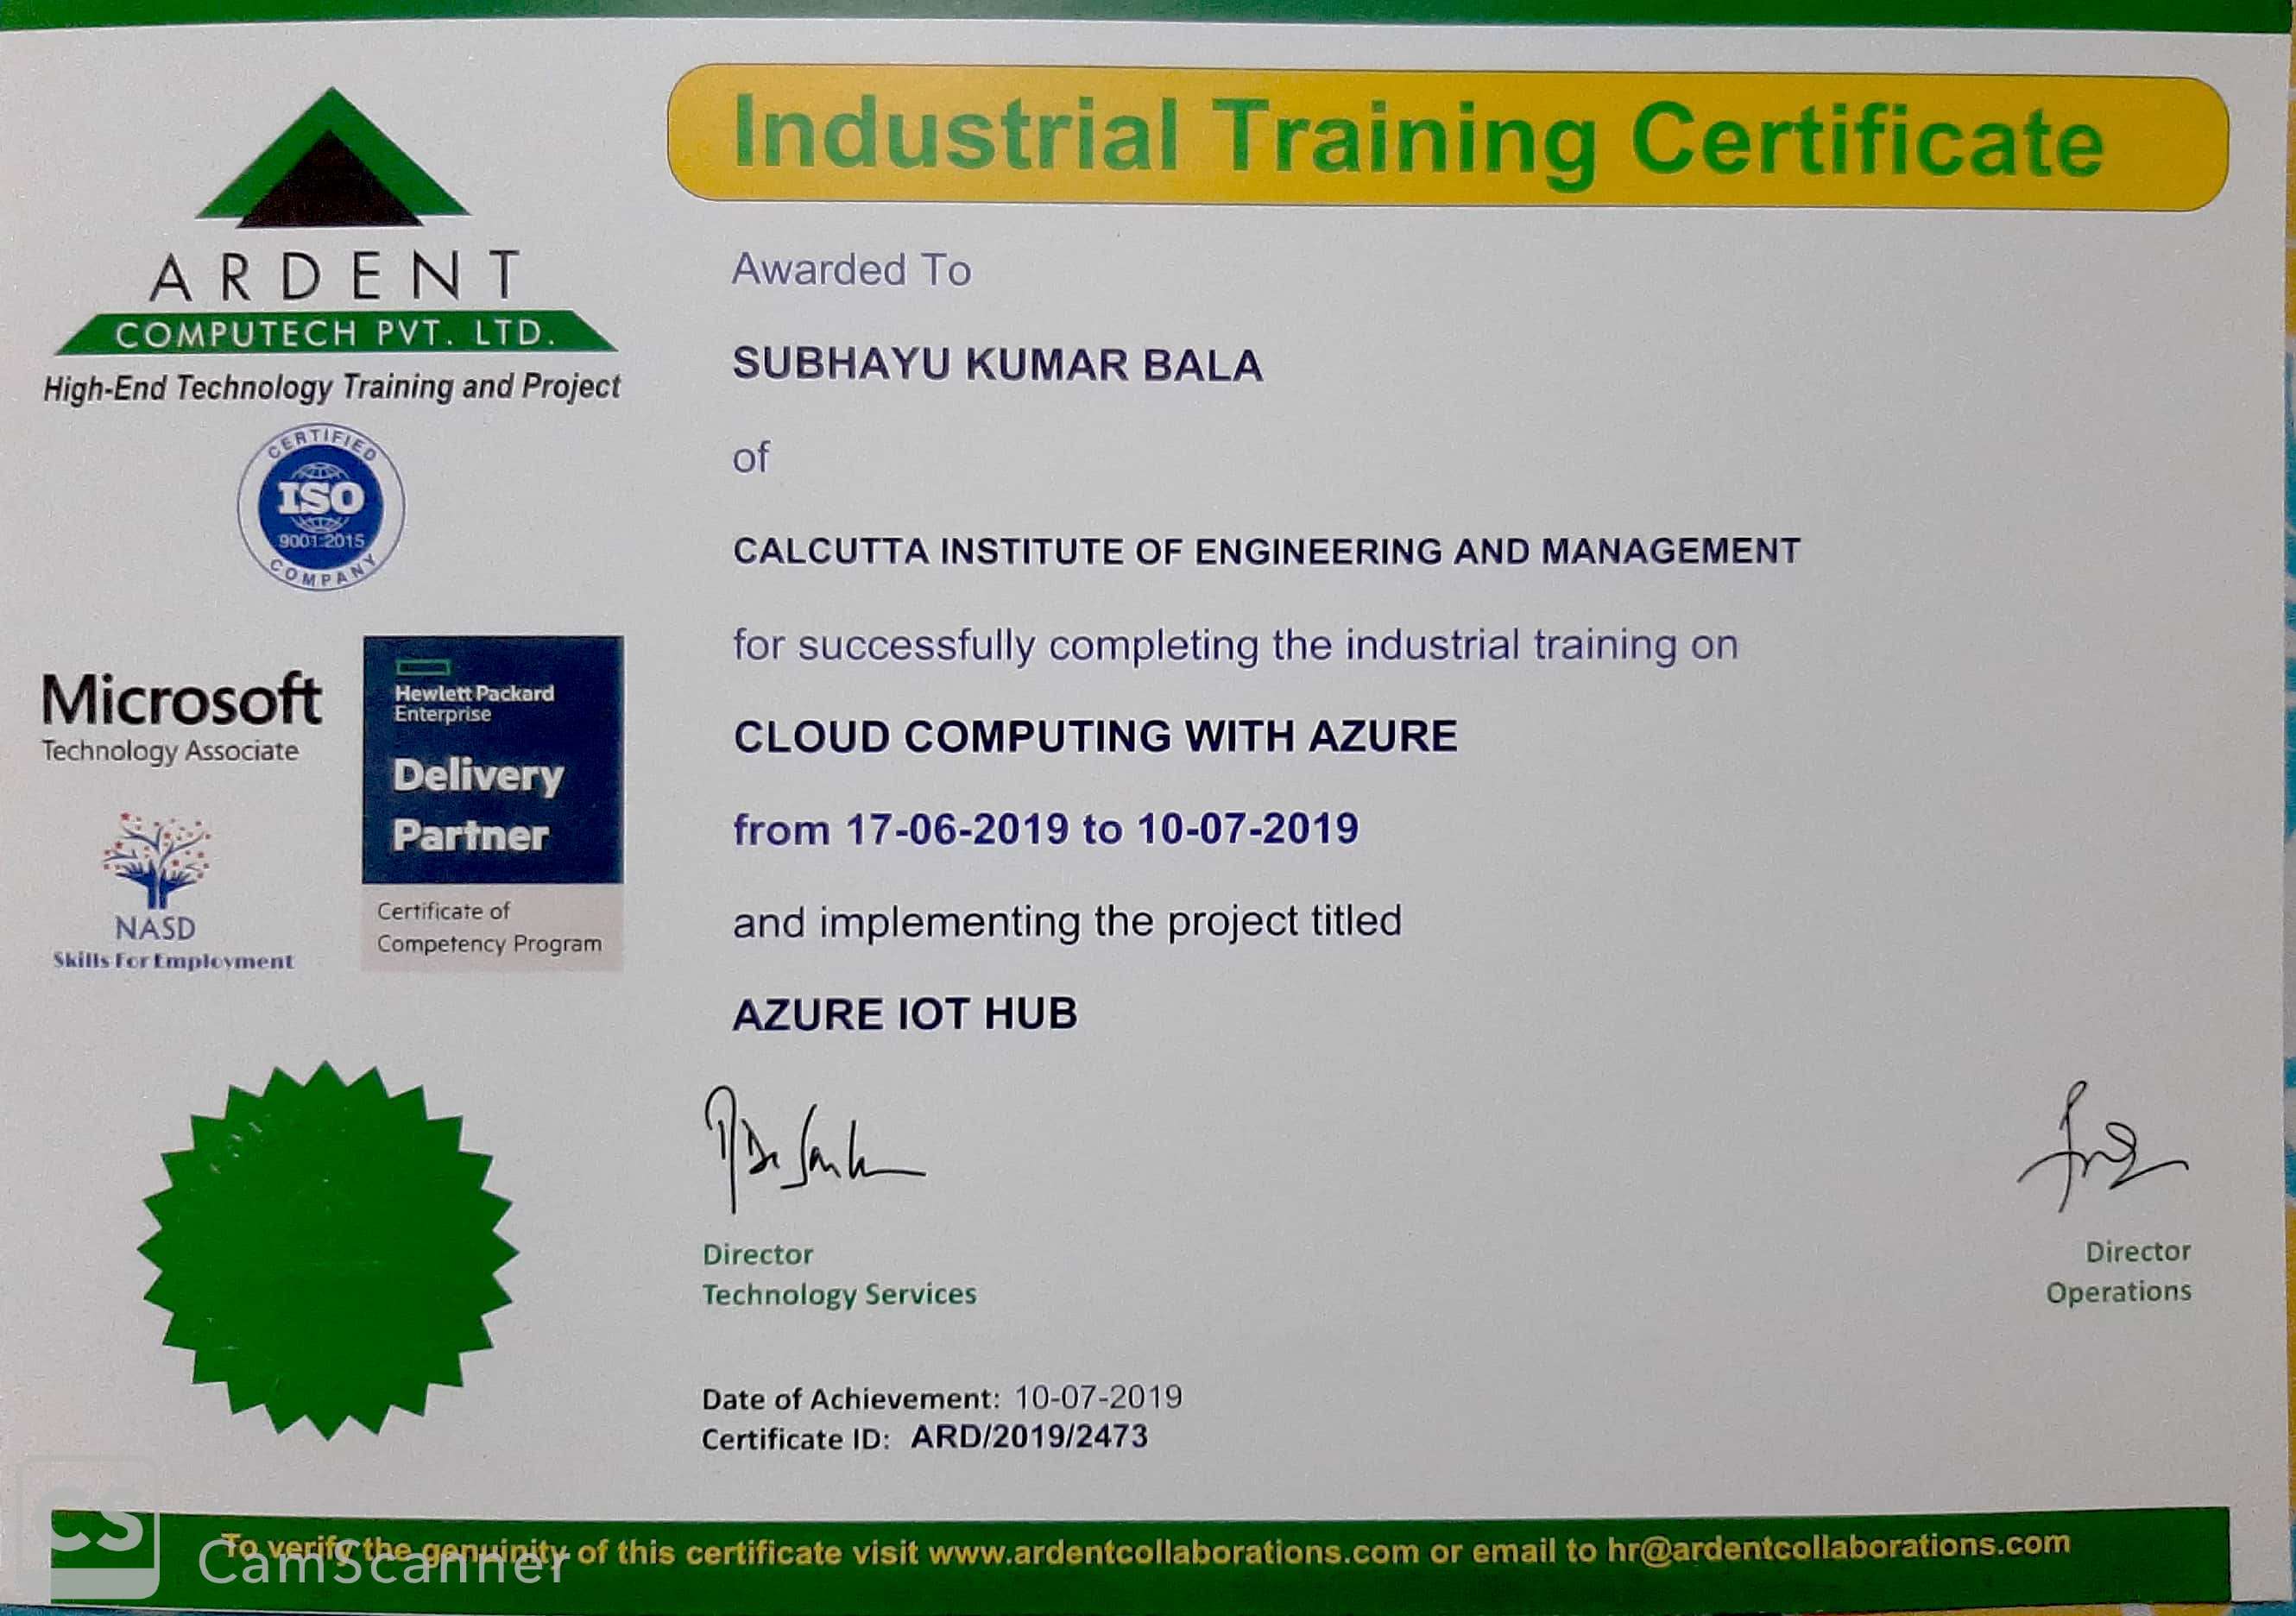 ARDENT
COMPUTECH PVT. LTD.
High-End Technology Training and Project
CERTIFIED
ISO
9001:2015
COMPANY
Microsoft
Technology Associate
Hewlett Packard
Enterprise
Delivery
Partner
Certificate of
Competency Program
NASD
Skills For Employment
Industrial Training Certificate
Awarded To
SUBHAYU KUMAR BALA
of
CALCUTTA INSTITUTE OF ENGINEERING AND MANAGEMENT
for successfully completing the industrial training on
CLOUD COMPUTING WITH AZURE
from 17-06-2019 to 10-07-2019
and implementing the project titled
AZURE IOT HUB
Director
Technology Services
Director
Operations
Date of Achievement: 10-07-2019
Certificate ID: ARD/2019/2473
To verify the genuinity of this certificate visit www.ardentcollaborations.com or email to hr@ardentcollaborations.com
CS
CamScanner